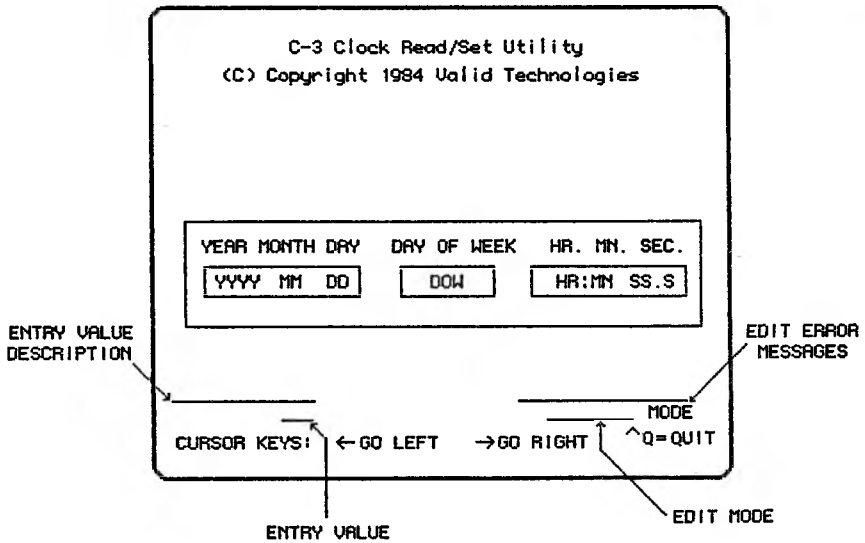 C-3 Clock Read/Set Utility
(C) Copyright 1984 Valid Technologies
YEAR MONTH DAY DAY OF WEEK HR. MN. SEC.
YYYY MM DD DOW HR:MN SS.S
ENTRY VALUE
DESCRIPTION
EDIT ERROR
MESSAGES
MODE
CURSOR KEYS: ←GO LEFT →GO RIGHT ^Q=QUIT
ENTRY VALUE
EDIT MODE